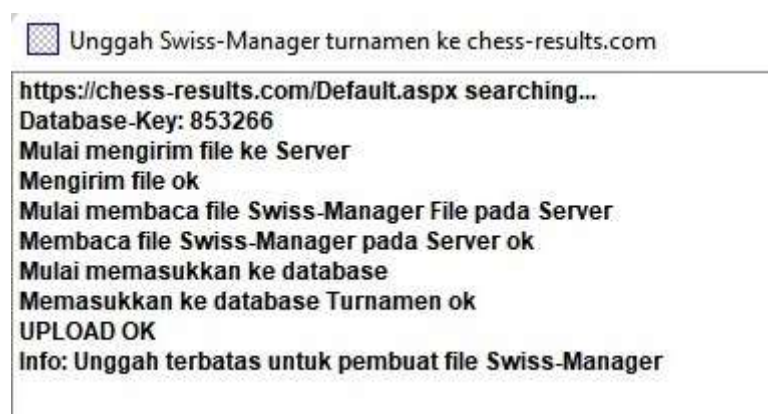 Unggah Swiss-Manager turnamen ke chess-results.com
https://chess-results.com/Default.aspx searching...
Database-Key: 853266
Mulai mengirim file ke Server
Mengirim file ok
Mulai membaca file Swiss-Manager File pada Server
Membaca file Swiss-Manager pada Server ok
Mulai memasukkan ke database
Memasukkan ke database Turnamen ok
UPLOAD OK
Info: Unggah terbatas untuk pembuat file Swiss-Manager